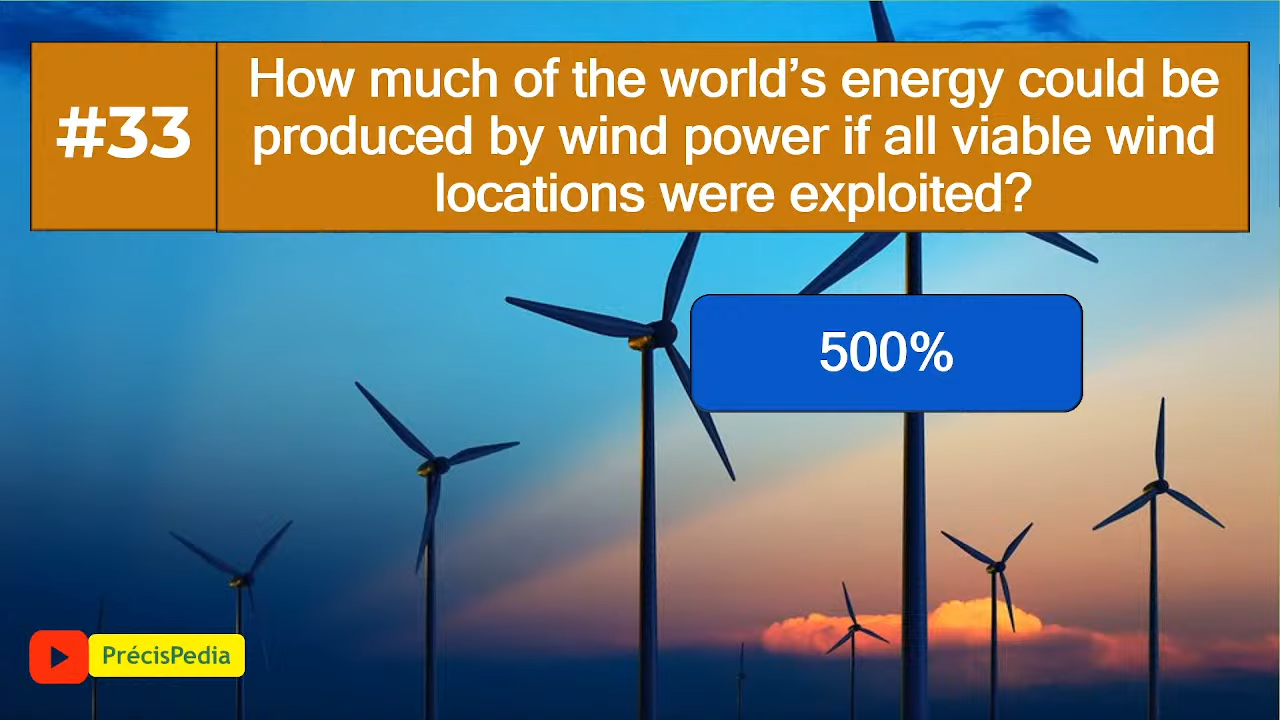 #33
How much of the world’s energy could be
produced by wind power if all viable wind
locations were exploited?
500%
PrécisPedia